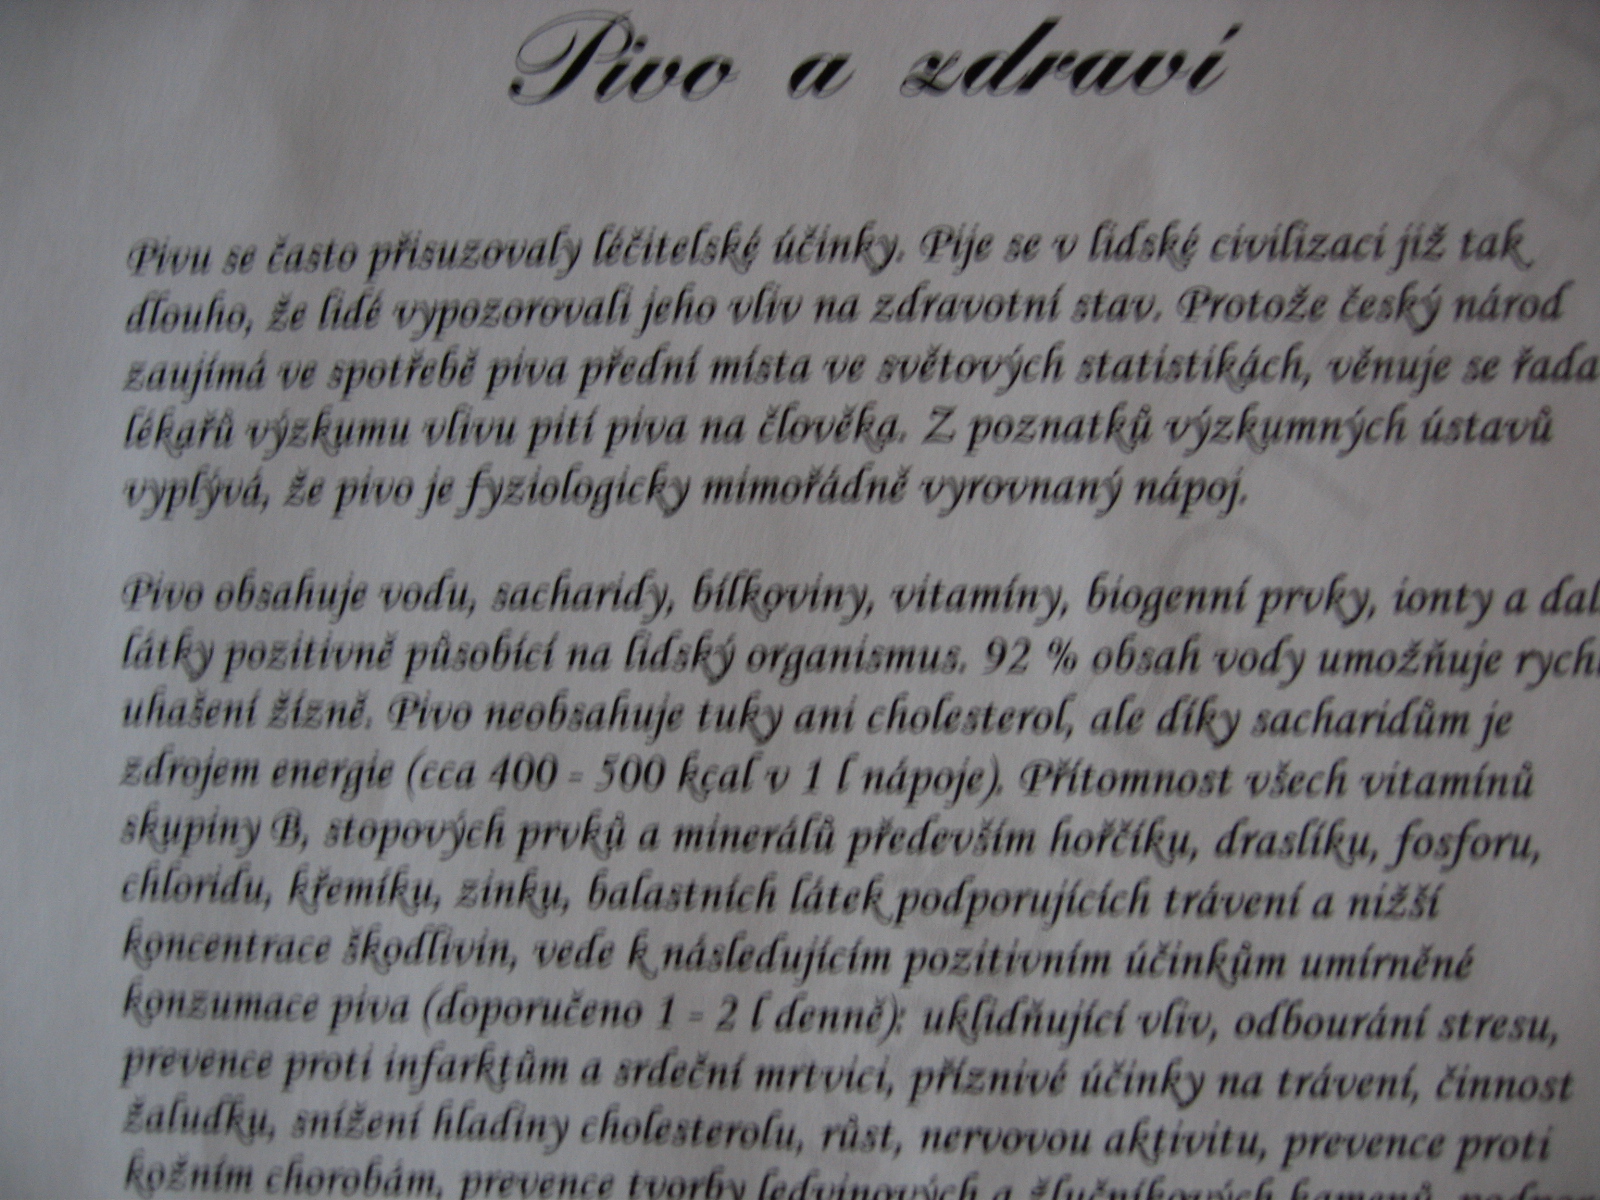 Pivo a zdraví
Pivu se často přisuzovaly léčitelské účinky. Pije se v lidské civilizaci již tak
dlouho, že lidé vypozorovali jeho vliv na zdravotní stav. Protože český národ
zaujímá ve spotřebě piva přední místa ve světových statistikách, věnuje se řada
lékařů výzkumu vlivu pití piva na člověka. Z poznatků výzkumných ústavů
vyplývá, že pivo je fyziologicky mimořádně vyrovnaný nápoj.
Pivo obsahuje vodu, sacharidy, bílkoviny, vitamíny, biogenní prvky, ionty a dal
látky pozitivně působící na lidský organismus. 92 % obsah vody umožňuje rychl
uhašení žízně. Pivo neobsahuje tuky ani cholesterol, ale díky sacharidům je
zdrojem energie (cca 400 - 500 kcal v 1 l nápoje). Přítomnost všech vitamínů
skupiny B, stopových prvků a minerálů především hořčíku, draslíku, fosforu,
chloridu, křemíku, zinku, balastních látek podporujících trávení a nižší
koncentrace škodlivin, vede k následujícím pozitivním účinkům umírněné
konzumace piva (doporučeno 1 - 2 l denně): uklidňující vliv, odbourání stresu,
prevence proti infarktům a srdeční mrtvici, příznivé účinky na trávení, činnost
žaludku, snížení hladiny cholesterolu, růst, nervovou aktivitu, prevence proti
kožním chorobám, prevence tvorby ledvinových a žlučníkových kamenů,